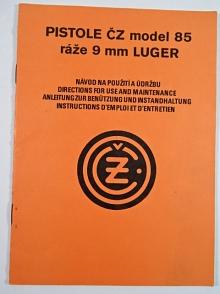 PISTOLE ČZ model 85
ráže 9 mm LUGER
NÁVOD NA POUŽITÍ A ÚDRŽBU
DIRECTIONS FOR USE AND MAINTENANCE
ANLEITUNG ZUR BENÜTZUNG UND INSTANDHALTUNG
INSTRUCTIONS D'EMPLOI ET D'ENTRETIEN
ČZ